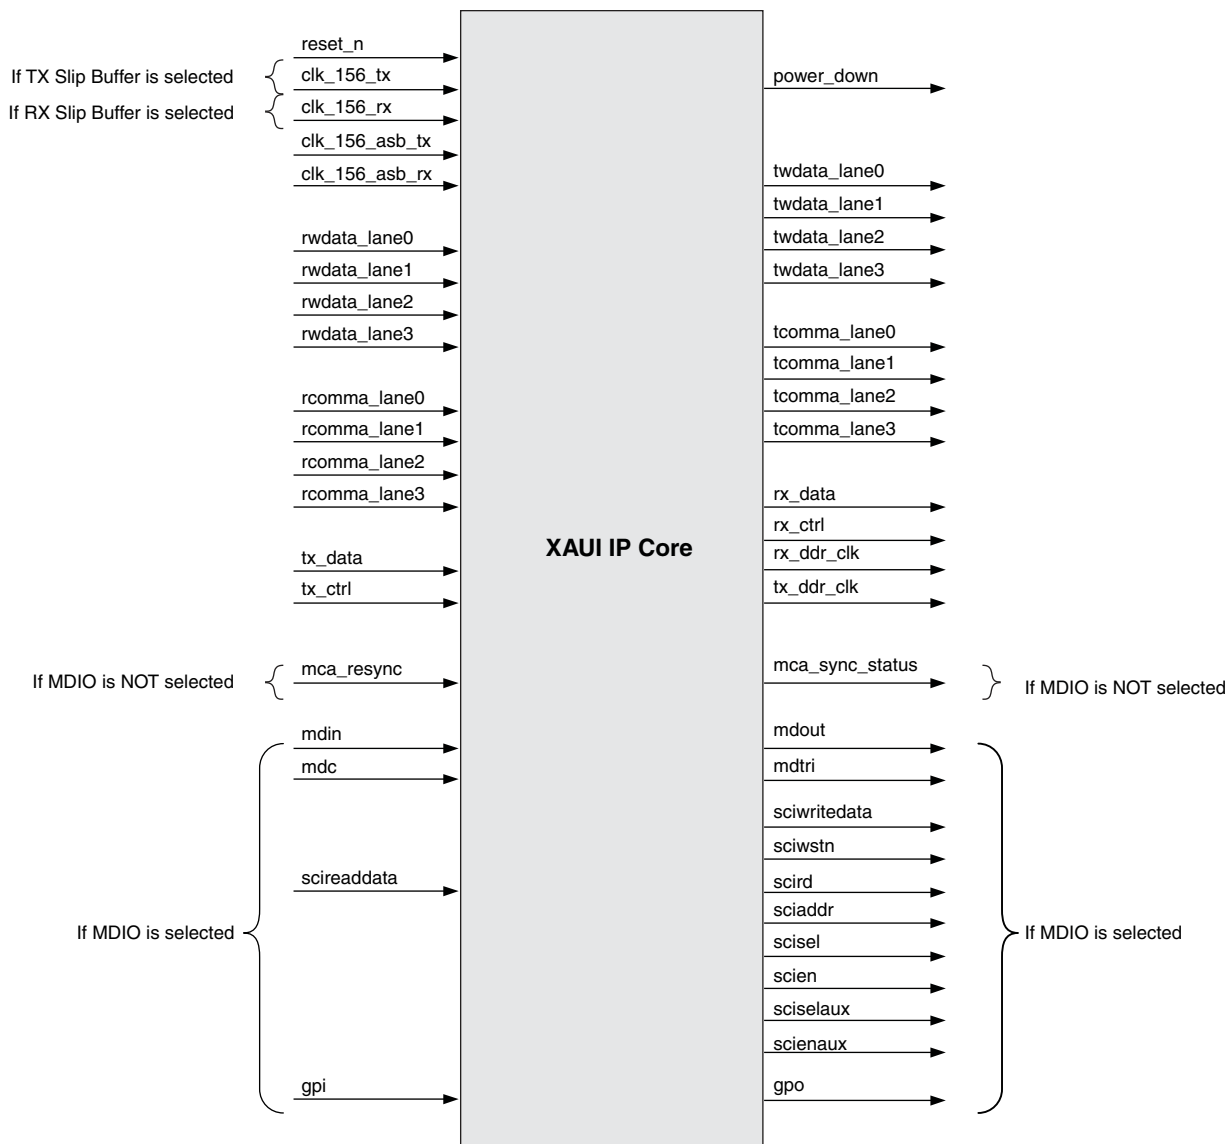 reset_n
If TX Slip Buffer is selected
clk_156_tx
If RX Slip Buffer is selected
clk_156_rx
clk_156_asb_tx
clk_156_asb_rx
rwdata_lane0
rwdata_lane1
rwdata_lane2
rwdata_lane3
rcomma_lane0
rcomma_lane1
rcomma_lane2
rcomma_lane3
tx_data
tx_ctrl
If MDIO is NOT selected
mca_resync
mdin
mdc
scireaddata
If MDIO is selected
gpi
XAUI IP Core
power_down
twdata_lane0
twdata_lane1
twdata_lane2
twdata_lane3
tcomma_lane0
tcomma_lane1
tcomma_lane2
tcomma_lane3
rx_data
rx_ctrl
rx_ddr_clk
tx_ddr_clk
mca_sync_status
If MDIO is NOT selected
mdout
mdtri
sciwritedata
sciwstn
scird
sciaddr
scisel
If MDIO is selected
scien
sciselaux
scienaux
gpo